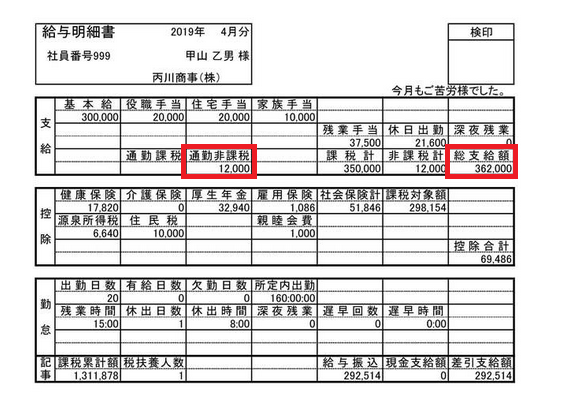 給与明細書 2019年 4月分
社員番号999 甲山 乙男 様
丙川商事(株)
検印
今月もご苦労様でした。
支給
基本給 役職手当 住宅手当 家族手当
300,000 20,000 20,000 10,000
残業手当 休日出勤 深夜残業
37,500 21,600 0
通勤課税 通勤非課税 課税計 非課税計 総支給額
12,000 350,000 12,000 362,000
控除
健康保険 介護保険 厚生年金 雇用保険 社会保険計 課税対象額
17,820 0 32,940 1,086 51,846 298,154
源泉所得税 住民税 親睦会費
6,640 10,000 1,000
控除合計
69,486
勤怠
出勤日数 有給日数 欠勤日数 所定内出勤
20 0 0 160:00:00
残業時間 休出日数 休出時間 深夜残業 遅早回数 遅早時間
15:00 1 8:00 0 0 0:00
記事
課税累計額 税扶養人数 給与振込 現金支給額 差引支給額
1,311,878 1 292,514 0 292,514